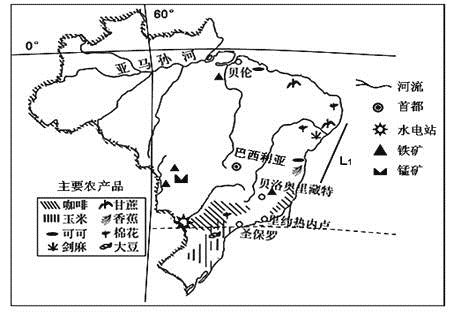 60°
0°
亚马孙河
贝伦
巴西利亚
L₁
贝洛奥里藏特
里约热内卢
圣保罗
河流
首都
水电站
铁矿
锰矿
主要农产品
咖啡 甘蔗
玉米 香蕉
可可 棉花
剑麻 大豆